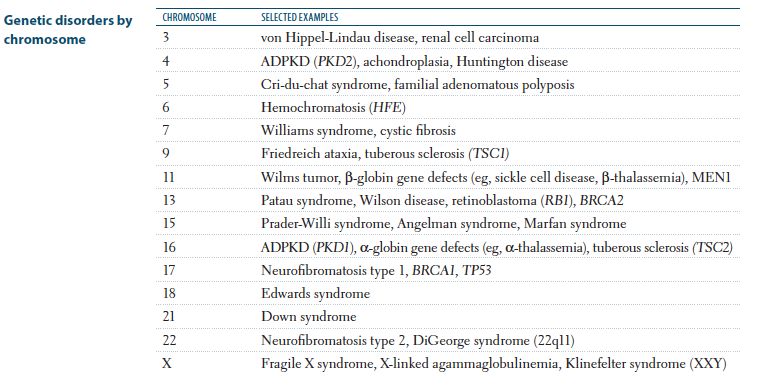 Genetic disorders by
chromosome
CHROMOSOME SELECTED EXAMPLES
3 von Hippel-Lindau disease, renal cell carcinoma
4 ADPKD (PKD2), achondroplasia, Huntington disease
5 Cri-du-chat syndrome, familial adenomatous polyposis
6 Hemochromatosis (HFE)
7 Williams syndrome, cystic fibrosis
9 Friedreich ataxia, tuberous sclerosis (TSC1)
11 Wilms tumor, β-globin gene defects (eg, sickle cell disease, β-thalassemia), MEN1
13 Patau syndrome, Wilson disease, retinoblastoma (RB1), BRCA2
15 Prader-Willi syndrome, Angelman syndrome, Marfan syndrome
16 ADPKD (PKD1), α-globin gene defects (eg, α-thalassemia), tuberous sclerosis (TSC2)
17 Neurofibromatosis type 1, BRCA1, TP53
18 Edwards syndrome
21 Down syndrome
22 Neurofibromatosis type 2, DiGeorge syndrome (22q11)
X Fragile X syndrome, X-linked agammaglobulinemia, Klinefelter syndrome (XXY)